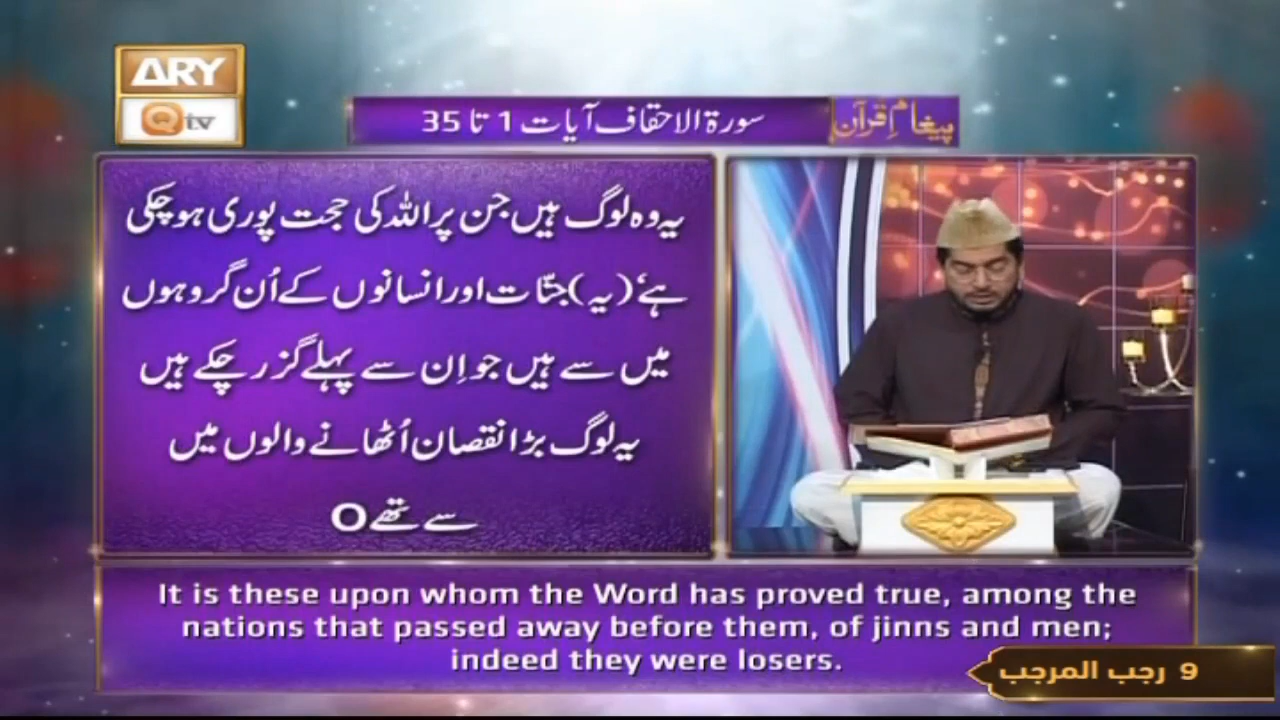 ARY
Qtv
پیغامِ قرآن
سورۃ الاحقاف آیات 1 تا 35
یہ وہ لوگ ہیں جن پر اللہ کی حجت پوری ہوچکی
ہے (یہ) جنّات اور انسانوں کے اُن گروہوں
میں سے ہیں جو اِن سے پہلے گزر چکے ہیں
یہ لوگ بڑا نقصان اُٹھانے والوں میں
سے تھے O
It is these upon whom the Word has proved true, among the
nations that passed away before them, of jinns and men;
indeed they were losers.
9 رجب المرجب